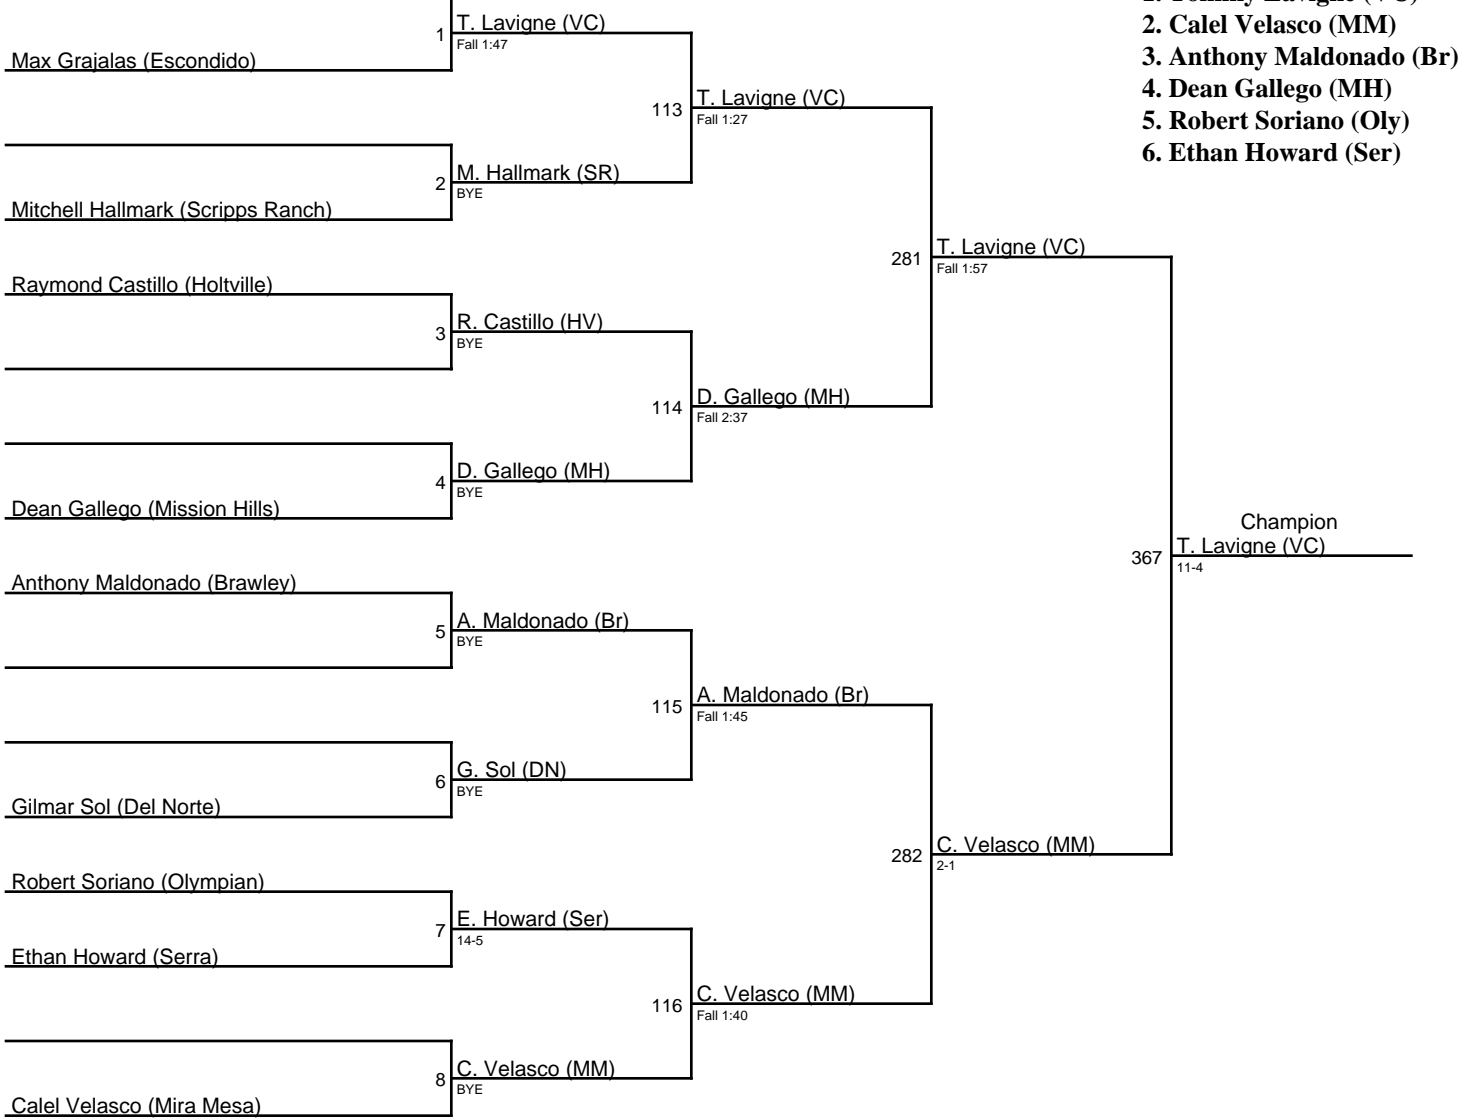 2. Calel Velasco (MM)
3. Anthony Maldonado (Br)
4. Dean Gallego (MH)
5. Robert Soriano (Oly)
6. Ethan Howard (Ser)
1
T. Lavigne (VC)
Fall 1:47
Max Grajalas (Escondido)
113
T. Lavigne (VC)
Fall 1:27
2
M. Hallmark (SR)
BYE
Mitchell Hallmark (Scripps Ranch)
281
T. Lavigne (VC)
Fall 1:57
Raymond Castillo (Holtville)
3
R. Castillo (HV)
BYE
114
D. Gallego (MH)
Fall 2:37
4
D. Gallego (MH)
BYE
Dean Gallego (Mission Hills)
Champion
367
T. Lavigne (VC)
11-4
Anthony Maldonado (Brawley)
5
A. Maldonado (Br)
BYE
115
A. Maldonado (Br)
Fall 1:45
6
G. Sol (DN)
BYE
Gilmar Sol (Del Norte)
282
C. Velasco (MM)
2-1
Robert Soriano (Olympian)
7
E. Howard (Ser)
14-5
Ethan Howard (Serra)
116
C. Velasco (MM)
Fall 1:40
8
C. Velasco (MM)
BYE
Calel Velasco (Mira Mesa)